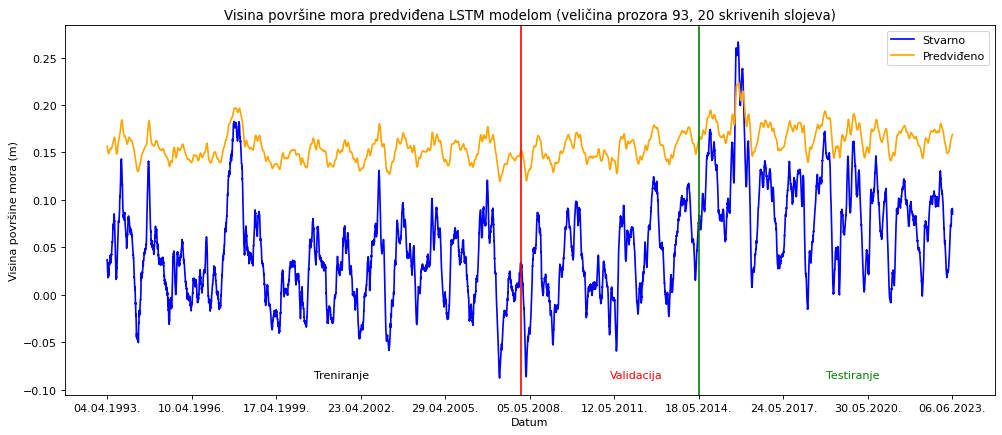 Visina površine mora predviđena LSTM modelom (veličina prozora 93, 20 skrivenih slojeva)
Stvarno
Predviđeno
Visina površine mora (m)
0.25
0.20
0.15
0.10
0.05
0.00
−0.05
−0.10
Treniranje
Validacija
Testiranje
04.04.1993. 10.04.1996. 17.04.1999. 23.04.2002. 29.04.2005. 05.05.2008. 12.05.2011. 18.05.2014. 24.05.2017. 30.05.2020. 06.06.2023.
Datum